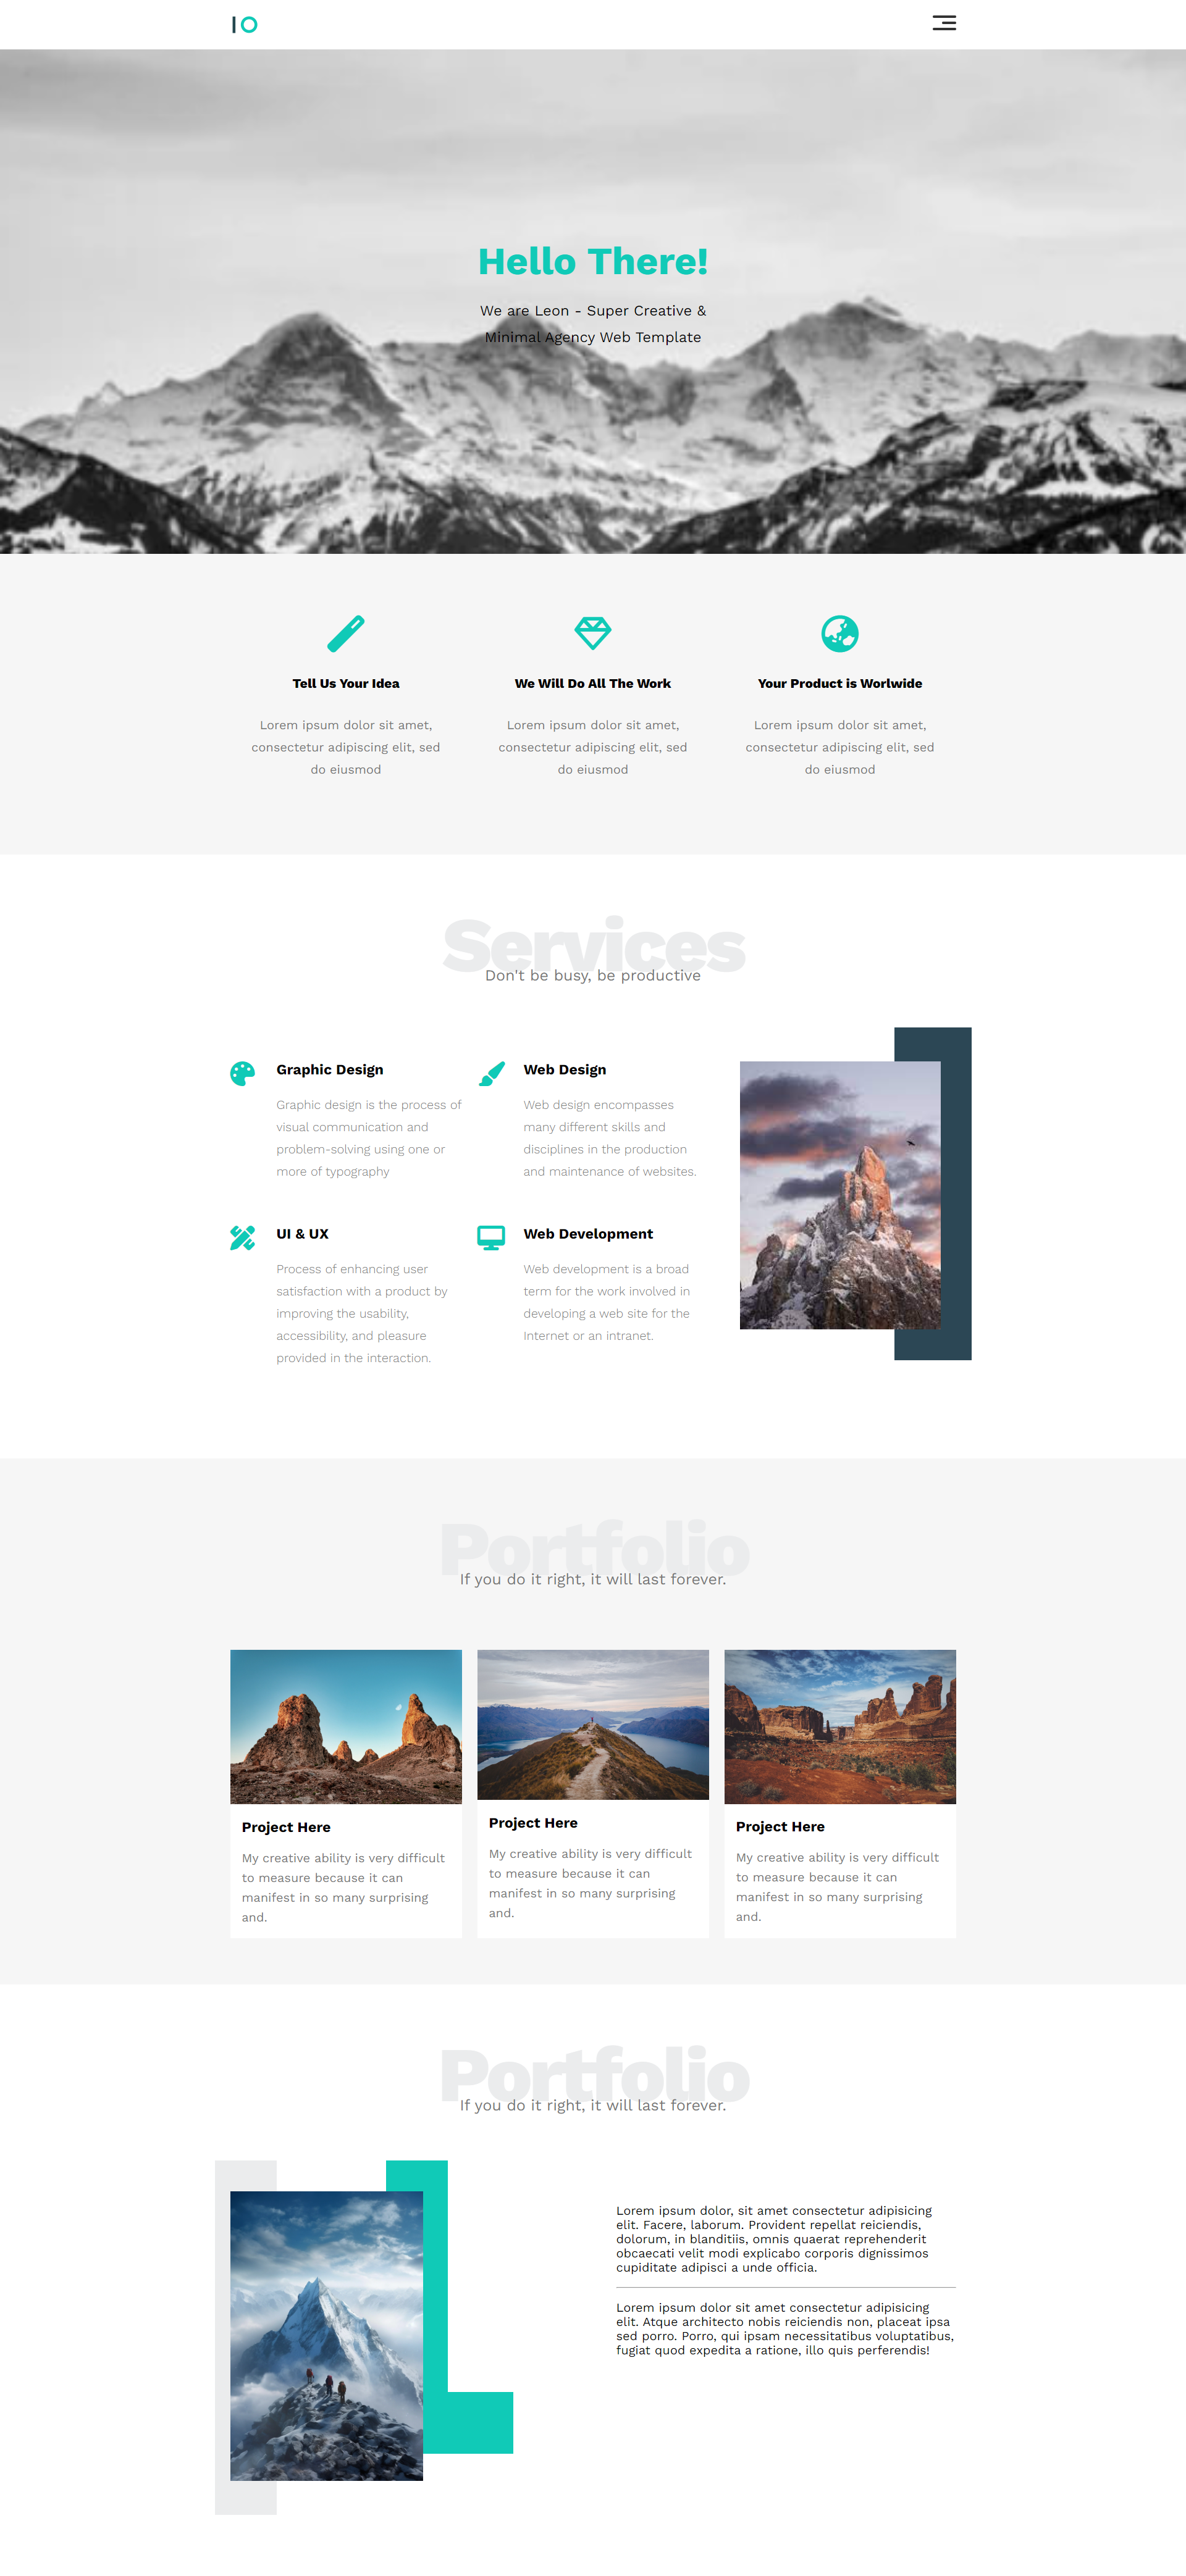 IO
Hello There!
We are Leon - Super Creative &
Minimal Agency Web Template
Tell Us Your Idea
Lorem ipsum dolor sit amet,
consectetur adipiscing elit, sed
do eiusmod
We Will Do All The Work
Lorem ipsum dolor sit amet,
consectetur adipiscing elit, sed
do eiusmod
Your Product is Worlwide
Lorem ipsum dolor sit amet,
consectetur adipiscing elit, sed
do eiusmod
Services
Don't be busy, be productive
Graphic Design
Graphic design is the process of
visual communication and
problem-solving using one or
more of typography
Web Design
Web design encompasses
many different skills and
disciplines in the production
and maintenance of websites.
UI & UX
Process of enhancing user
satisfaction with a product by
improving the usability,
accessibility, and pleasure
provided in the interaction.
Web Development
Web development is a broad
term for the work involved in
developing a web site for the
Internet or an intranet.
Portfolio
If you do it right, it will last forever.
Project Here
My creative ability is very difficult
to measure because it can
manifest in so many surprising
and.
Project Here
My creative ability is very difficult
to measure because it can
manifest in so many surprising
and.
Project Here
My creative ability is very difficult
to measure because it can
manifest in so many surprising
and.
Portfolio
If you do it right, it will last forever.
Lorem ipsum dolor, sit amet consectetur adipisicing
elit. Facere, laborum. Provident repellat reiciendis,
dolorum, in blanditiis, omnis quaerat reprehenderit
obcaecati velit modi explicabo corporis dignissimos
cupiditate adipisci a unde officia.
Lorem ipsum dolor sit amet consectetur adipisicing
elit. Atque architecto nobis reiciendis non, placeat ipsa
sed porro. Porro, qui ipsam necessitatibus voluptatibus,
fugiat quod expedita a ratione, illo quis perferendis!